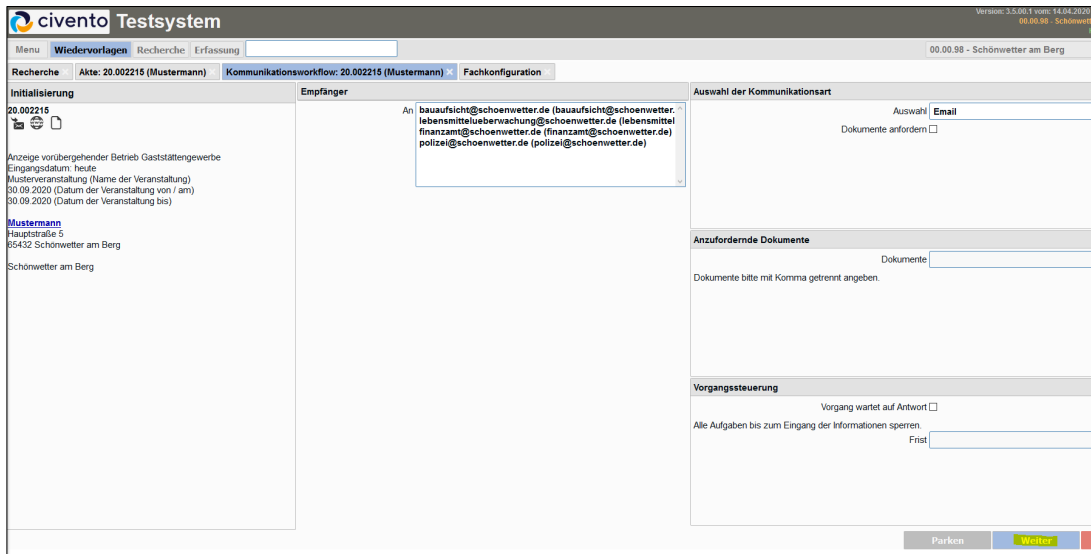 civento Testsystem
Version: 3.5.00.1 vom: 14.04.2020
00.00.98 - Schönwett
Menu Wiedervorlagen Recherche Erfassung
00.00.98 - Schönwetter am Berg
Recherche × Akte: 20.002215 (Mustermann) × Kommunikationsworkflow: 20.002215 (Mustermann) × Fachkonfiguration ×
Initialisierung
20.002215
Anzeige vorübergehender Betrieb Gaststättengewerbe
Eingangsdatum: heute
Musterveranstaltung (Name der Veranstaltung)
30.09.2020 (Datum der Veranstaltung von / am)
30.09.2020 (Datum der Veranstaltung bis)
Mustermann
Hauptstraße 5
65432 Schönwetter am Berg
Schönwetter am Berg
Empfänger
An bauaufsicht@schoenwetter.de (bauaufsicht@schoenwetter.
lebensmittelueberwachung@schoenwetter.de (lebensmittel
finanzamt@schoenwetter.de (finanzamt@schoenwetter.de)
polizei@schoenwetter.de (polizei@schoenwetter.de)
Auswahl der Kommunikationsart
Auswahl Email
Dokumente anfordern
Anzufordernde Dokumente
Dokumente
Dokumente bitte mit Komma getrennt angeben.
Vorgangssteuerung
Vorgang wartet auf Antwort
Alle Aufgaben bis zum Eingang der Informationen sperren.
Frist
Parken Weiter